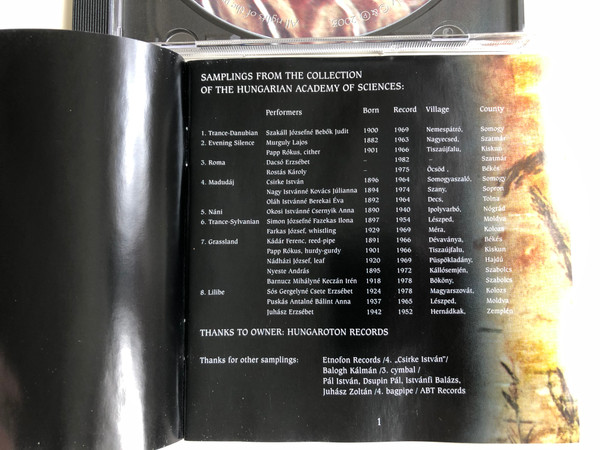 SAMPLINGS FROM THE COLLECTION
OF THE HUNGARIAN ACADEMY OF SCIENCES:
Performers Born Record Village County
1. Trance-Danubian Szakáll Józsefné Bebők Judit 1900 1969 Nemespátró, Somogy
2. Evening Silence Murguly Lajos 1882 1963 Nagyecsed, Szatmár
Papp Rókus, cither 1901 1966 Tiszaújfalu, Kiskun
3. Roma Dacsó Erzsébet – 1982 – Szatmár
Rostás Károly – 1975 Öcsöd, Békés
4. Madudáj Csirke István 1896 1964 Somogyaszaló, Somogy
Nagy Istvánné Kovács Júlianna 1894 1974 Szany, Sopron
Oláh Istvánné Berekai Éva 1892 1964 Decs, Tolna
5. Náni Okosi Istvánné Csernyik Anna 1890 1940 Ipolyvarbó, Nógrád
6. Trance-Sylvanian Simon Józsefné Fazekas Ilona 1897 1954 Lészped, Moldva
Farkas József, whistling 1929 1969 Méra, Kolozs
7. Grassland Kádár Ferenc, reed-pipe 1891 1966 Dévaványa, Békés
Papp Rókus, hurdy-gurdy 1901 1966 Tiszaújfalu, Kiskun
Nádházi József, leaf 1920 1969 Püspökladány, Hajdú
Nyeste András 1895 1972 Kállósemjén, Szabolcs
Barnucz Mihályné Keczán Irén 1918 1978 Bököny, Szabolcs
8. Lilibe Sós Gergelyné Csete Erzsébet 1924 1978 Magyarszovát, Kolozs
Puskás Antalné Bálint Anna 1937 1965 Lészped, Moldva
Juhász Erzsébet 1942 1952 Hernádkak, Zemplén
THANKS TO OWNER: HUNGAROTON RECORDS
Thanks for other samplings: Etnofon Records /4. „Csirke István"/
Balogh Kálmán /3. cymbal /
Pál István, Dsupin Pál, Istvánfi Balázs,
Juhász Zoltán /4. bagpipe / ABT Records
1